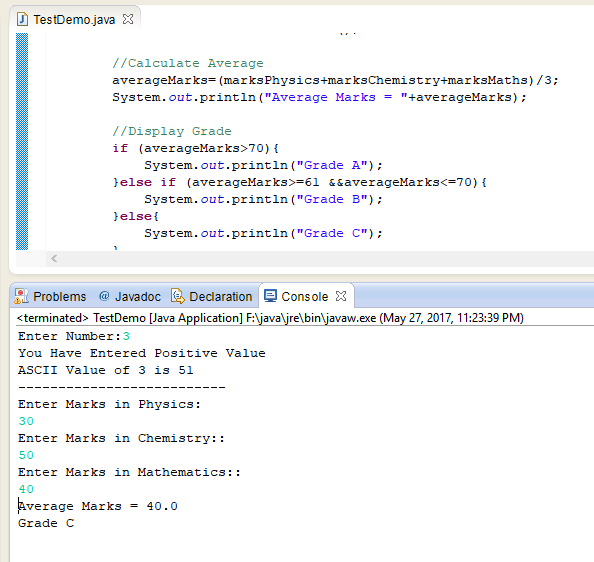 TestDemo.java
//Calculate Average
averageMarks=(marksPhysics+marksChemistry+marksMaths)/3;
System.out.println("Average Marks = "+averageMarks);
//Display Grade
if (averageMarks>70){
System.out.println("Grade A");
}else if (averageMarks>=61 &&averageMarks<=70){
System.out.println("Grade B");
}else{
System.out.println("Grade C");
Problems @ Javadoc Declaration Console
<terminated> TestDemo [Java Application] F:\java\jre\bin\javaw.exe (May 27, 2017, 11:23:39 PM)
Enter Number:3
You Have Entered Positive Value
ASCII Value of 3 is 51
--------------------------
Enter Marks in Physics:
30
Enter Marks in Chemistry::
50
Enter Marks in Mathematics::
40
Average Marks = 40.0
Grade C